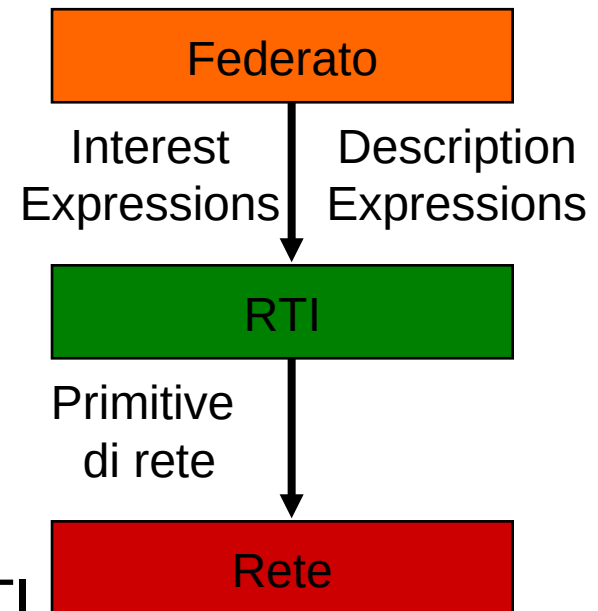 Federato
Interest
Expressions
Description
Expressions
RTI
Primitive
di rete
Rete